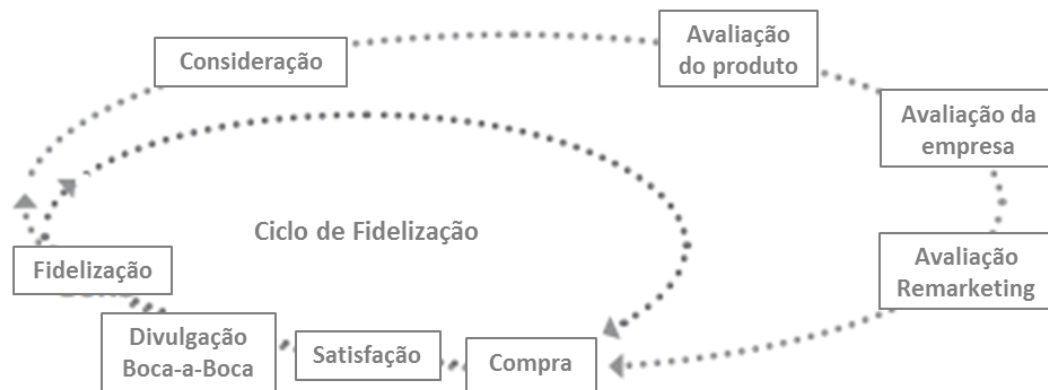 Consideração
Avaliação
do produto
Avaliação da
empresa
Ciclo de Fidelização
Avaliação
Remarketing
Fidelização
Divulgação
Boca-a-Boca
Satisfação
Compra